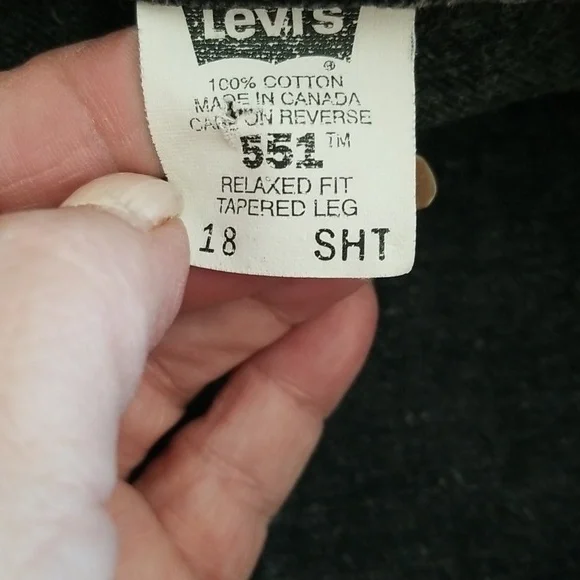 Levi's
®
100% COTTON
MADE IN CANADA
CARE ON REVERSE
551™
RELAXED FIT
TAPERED LEG
18 SHT